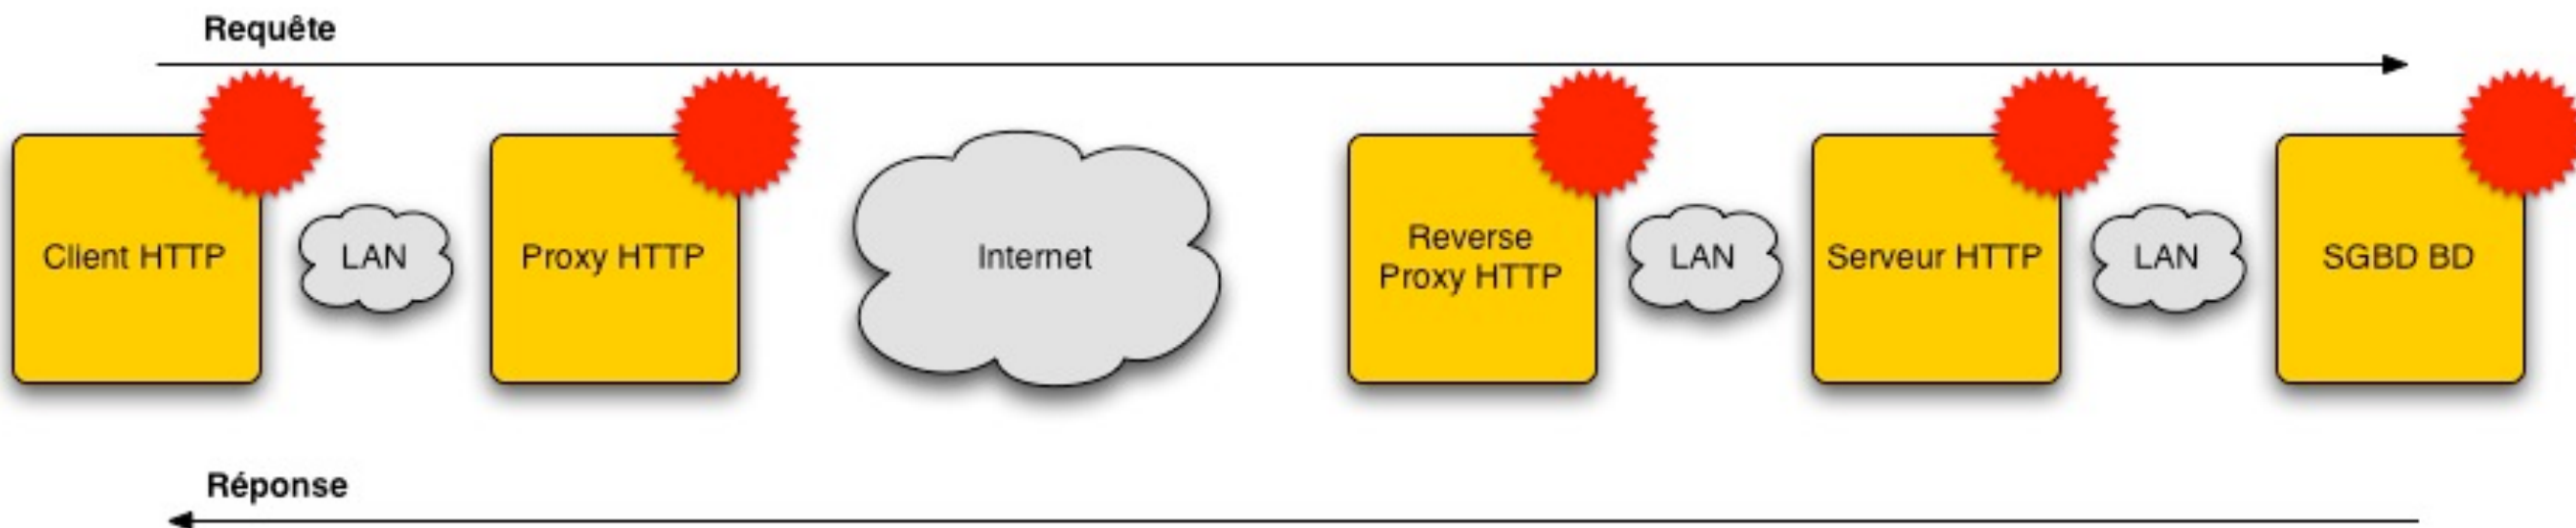 Requête
Client HTTP
LAN
Proxy HTTP
Internet
Reverse
Proxy HTTP
LAN
Serveur HTTP
LAN
SGBD BD
Réponse